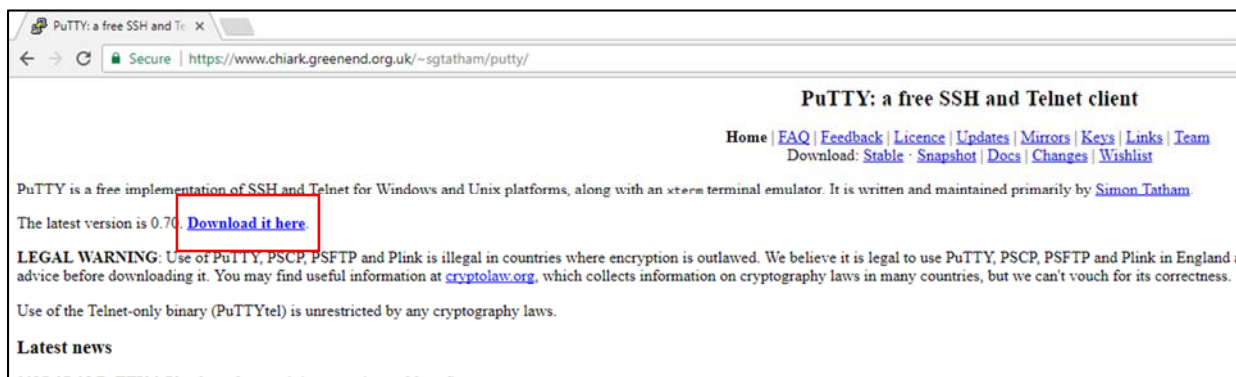 PuTTY: a free SSH and Te
Secure | https://www.chiark.greenend.org.uk/~sgtatham/putty/
PuTTY: a free SSH and Telnet client
Home | FAQ | Feedback | Licence | Updates | Mirrors | Keys | Links | Team
Download: Stable · Snapshot | Docs | Changes | Wishlist
PuTTY is a free implementation of SSH and Telnet for Windows and Unix platforms, along with an xterm terminal emulator. It is written and maintained primarily by Simon Tatham.
The latest version is 0.70. Download it here.
LEGAL WARNING: Use of PuTTY, PSCP, PSFTP and Plink is illegal in countries where encryption is outlawed. We believe it is legal to use PuTTY, PSCP, PSFTP and Plink in England
advice before downloading it. You may find useful information at cryptolaw.org, which collects information on cryptography laws in many countries, but we can't vouch for its correctness.
Use of the Telnet-only binary (PuTTYtel) is unrestricted by any cryptography laws.
Latest news